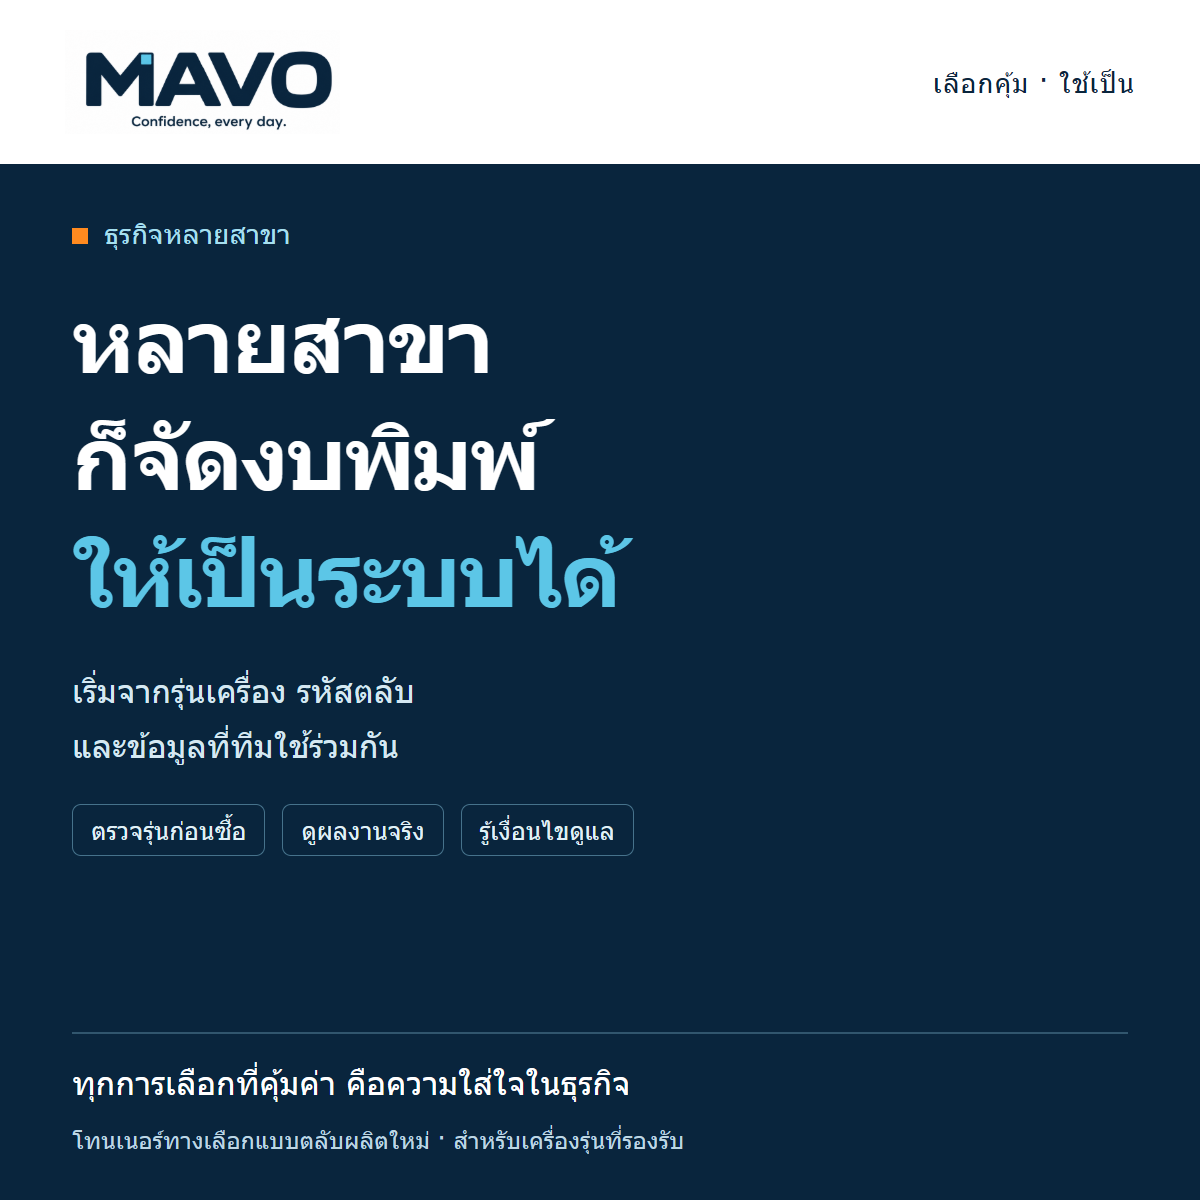 MAVO
Confidence, every day.
เลือกคุ้ม · ใช้เป็น
ธุรกิจหลายสาขา
หลายสาขา
ก็จัดงบพิมพ์
ให้เป็นระบบได้
เริ่มจากรุ่นเครื่อง รหัสตลับ
และข้อมูลที่ทีมใช้ร่วมกัน
ตรวจรุ่นก่อนซื้อ
ดูผลงานจริง
รู้เงื่อนไขดูแล
ทุกการเลือกที่คุ้มค่า คือความใส่ใจในธุรกิจ
โทนเนอร์ทางเลือกแบบตลับผลิตใหม่ · สำหรับเครื่องรุ่นที่รองรับ